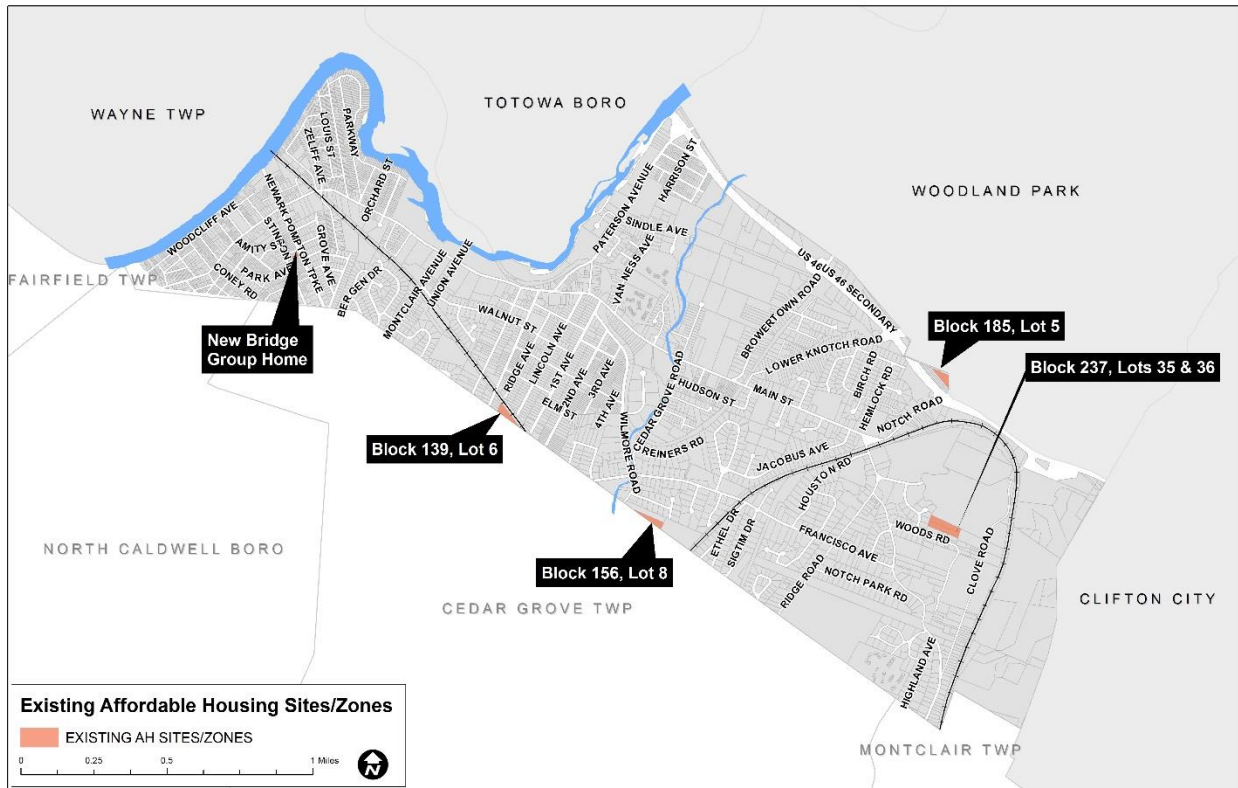 WAYNE TWP
TOTOWA BORO
WOODLAND PARK
FAIRFIELD TWP
NORTH CALDWELL BORO
CEDAR GROVE TWP
CLIFTON CITY
MONTCLAIR TWP
PARKWAY
LOUIS ST
ZELIFF AVE
ORCHARD ST
NEWARK POMPTON TPKE
WOODCLIFF AVE
AMITY S
GROVE AVE
PARK AVE
CONEY RD
BERGEN DR
MONTCLAIR AVENUE
UNION AVENUE
WALNUT ST
RIDGE AVE
LINCOLN AVE
1ST AVE
2ND AVE
3RD AVE
4TH AVE
ELM ST
WILMORE ROAD
CEDAR GROVE ROAD
REINERS RD
HUDSON ST
MAIN ST
PATERSON AVENUE
HARRISON ST
SINDLE AVE
VAN NESS AVE
US 46
US 46 SECONDARY
BROWERTOWN ROAD
LOWER KNOTCH ROAD
BIRCH RD
HEMLOCK RD
NOTCH ROAD
JACOBUS AVE
HOUSTON RD
ETHEL DR
SIGTIM DR
FRANCISCO AVE
WOODS RD
CLOVE ROAD
RIDGE ROAD
NOTCH PARK RD
HIGHLAND AVE
New Bridge
Group Home
Block 139, Lot 6
Block 156, Lot 8
Block 185, Lot 5
Block 237, Lots 35 & 36
Existing Affordable Housing Sites/Zones
EXISTING AH SITES/ZONES
0 0.25 0.5 1 Miles
N